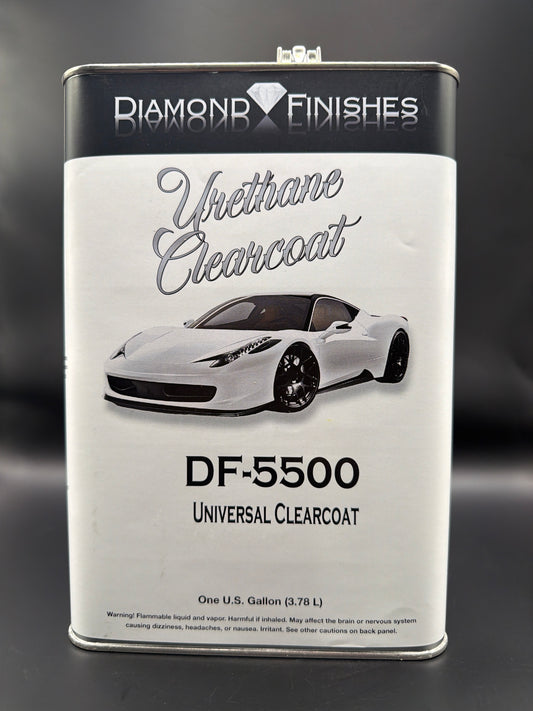 DIAMOND FINISHES
Urethane
Clearcoat
DF-5500
UNIVERSAL CLEARCOAT
One U.S. Gallon (3.78 L)
Warning! Flammable liquid and vapor. Harmful if inhaled. May affect the brain or nervous system
causing dizziness, headaches, or nausea. Irritant. See other cautions on back panel.